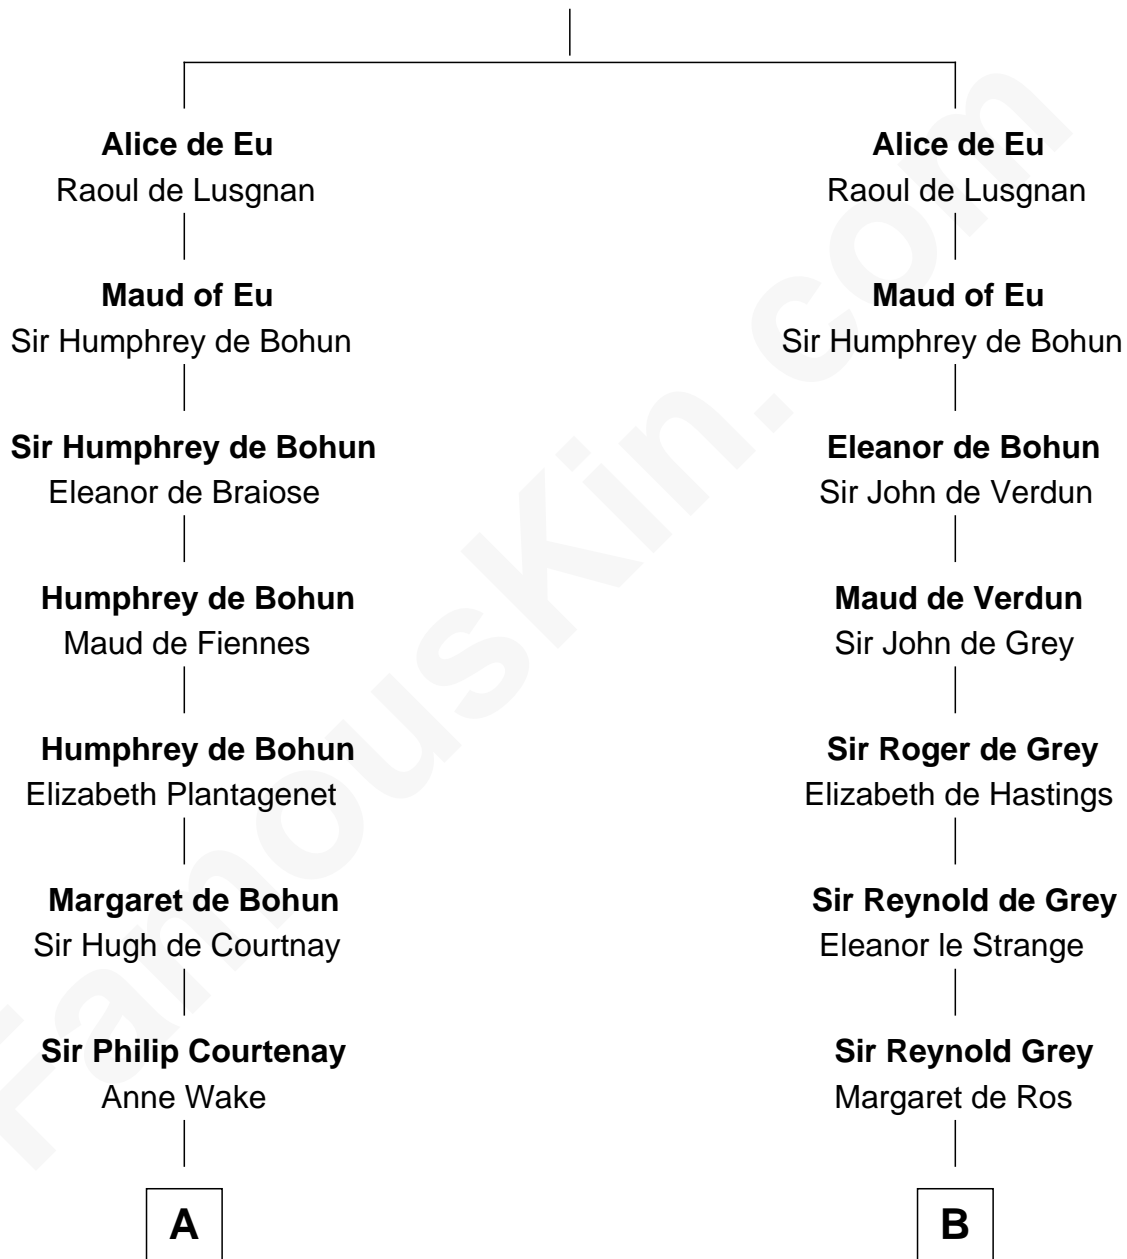 Alice de Eu
Raoul de Lusgnan
Maud of Eu
Sir Humphrey de Bohun
Sir Humphrey de Bohun
Eleanor de Braiose
Humphrey de Bohun
Maud de Fiennes
Humphrey de Bohun
Elizabeth Plantagenet
Margaret de Bohun
Sir Hugh de Courtnay
Sir Philip Courtenay
Anne Wake
A
Alice de Eu
Raoul de Lusgnan
Maud of Eu
Sir Humphrey de Bohun
Eleanor de Bohun
Sir John de Verdun
Maud de Verdun
Sir John de Grey
Sir Roger de Grey
Elizabeth de Hastings
Sir Reynold de Grey
Eleanor le Strange
Sir Reynold Grey
Margaret de Ros
B
FamousKin.com